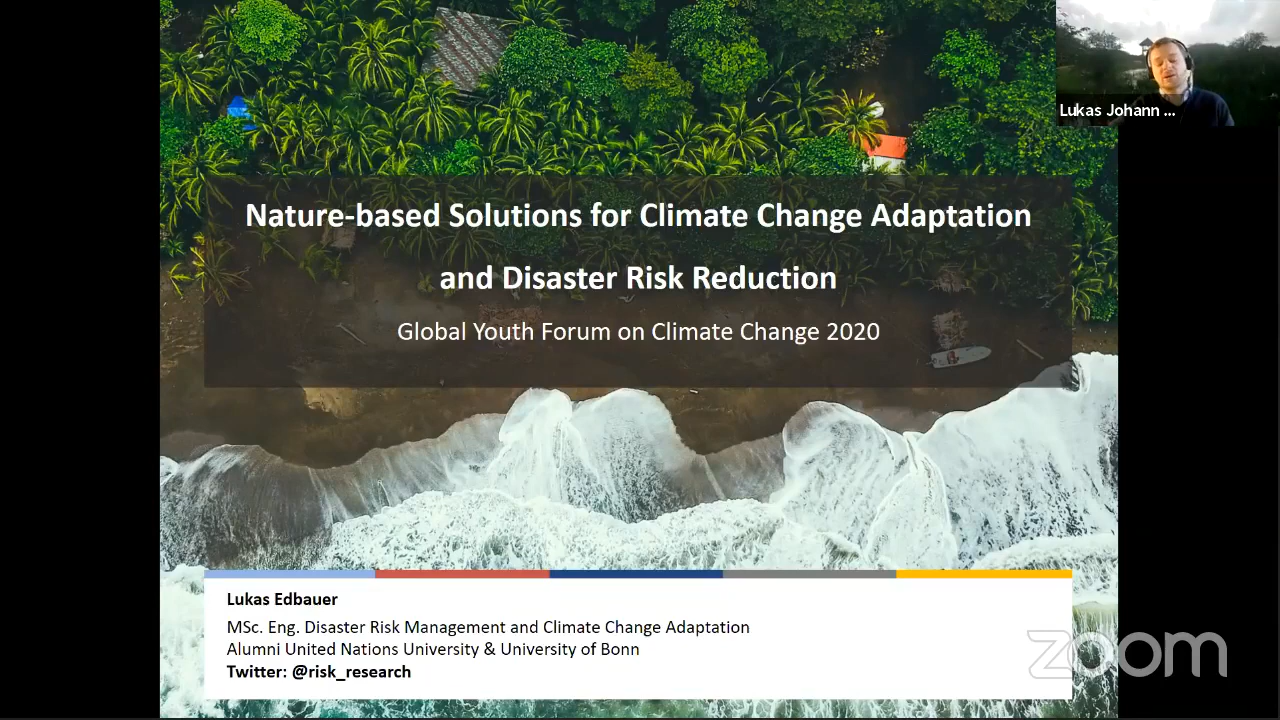 Lukas Johann ...
Nature-based Solutions for Climate Change Adaptation
and Disaster Risk Reduction
Global Youth Forum on Climate Change 2020
Lukas Edbauer
MSc. Eng. Disaster Risk Management and Climate Change Adaptation
Alumni United Nations University & University of Bonn
Twitter: @risk_research
zoom